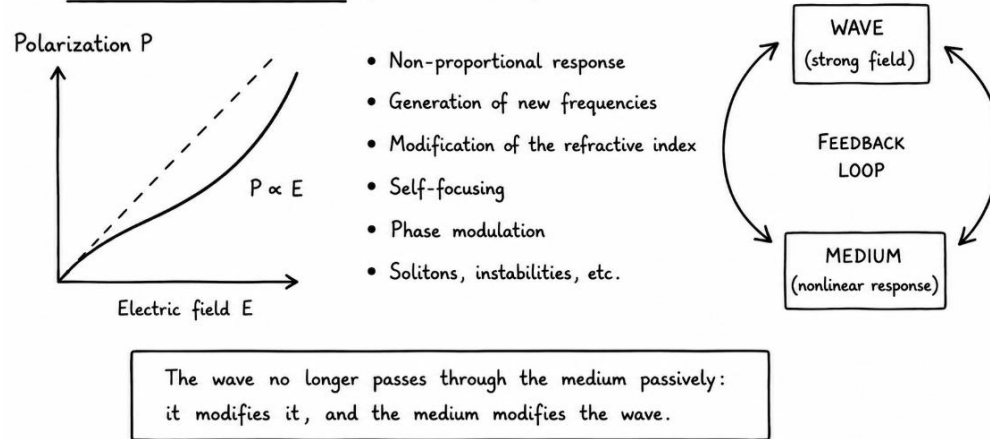 Polarization P
P ∝ E
Electric field E
• Non-proportional response
• Generation of new frequencies
• Modification of the refractive index
• Self-focusing
• Phase modulation
• Solitons, instabilities, etc.
WAVE
(strong field)
FEEDBACK
LOOP
MEDIUM
(nonlinear response)
The wave no longer passes through the medium passively:
it modifies it, and the medium modifies the wave.